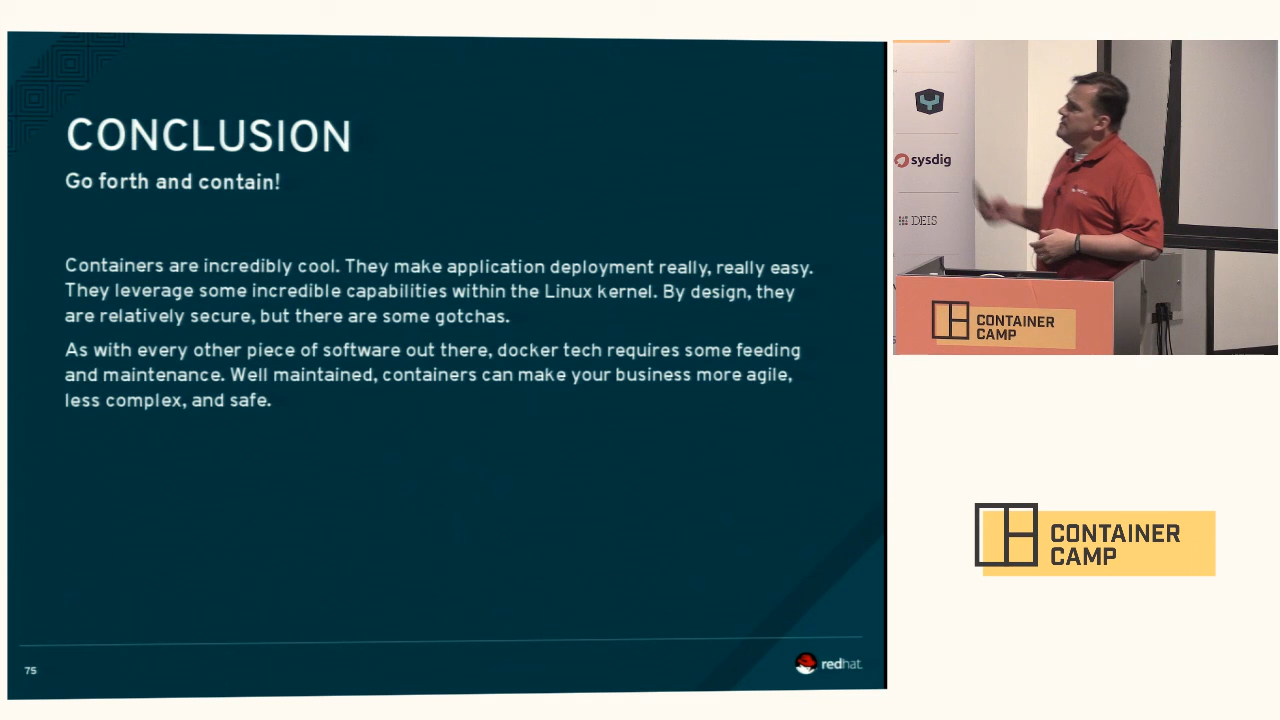 CONCLUSION
Go forth and contain!
Containers are incredibly cool. They make application deployment really, really easy.
They leverage some incredible capabilities within the Linux kernel. By design, they
are relatively secure, but there are some gotchas.
As with every other piece of software out there, docker tech requires some feeding
and maintenance. Well maintained, containers can make your business more agile,
less complex, and safe.
75
redhat
sysdig
DEIS
CONTAINER
CAMP
CONTAINER
CAMP